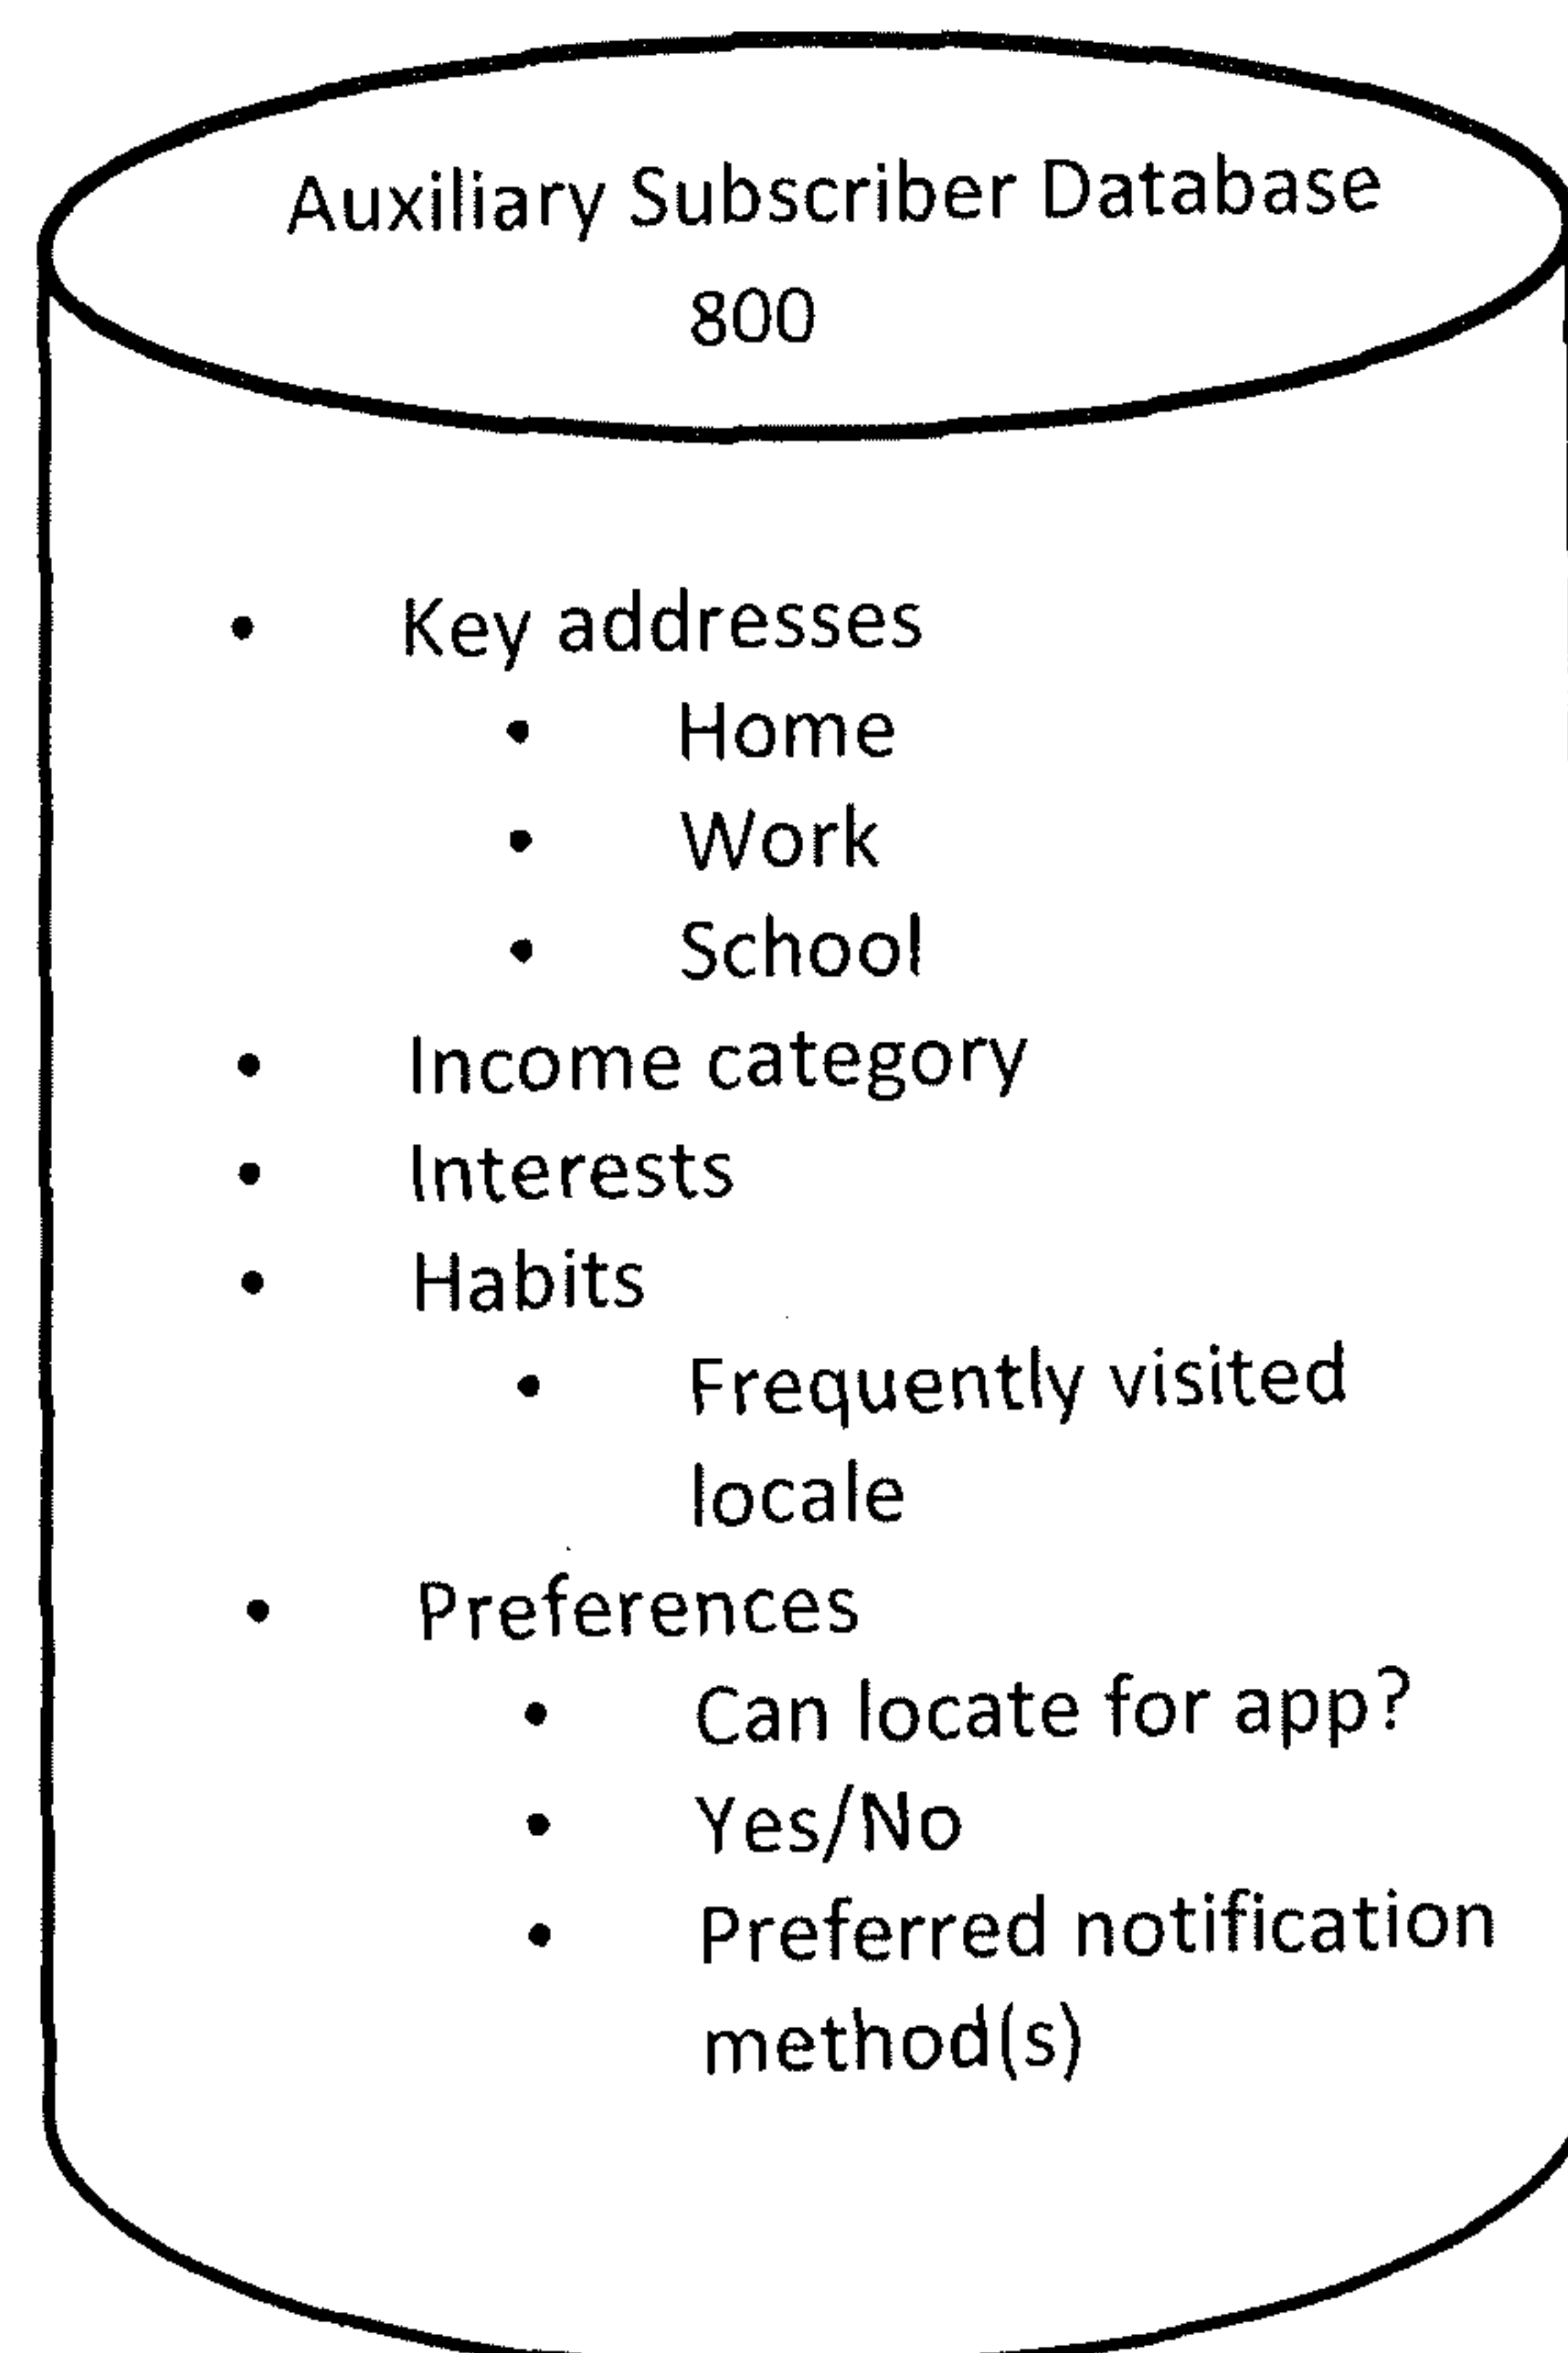 Auxiliary Subscriber Database
800
• Key addresses
• Home
• Work
• School
• Income category
• Interests
• Habits
• Frequently visited
locale
• Preferences
• Can locate for app?
• Yes/No
• Preferred notification
method(s)